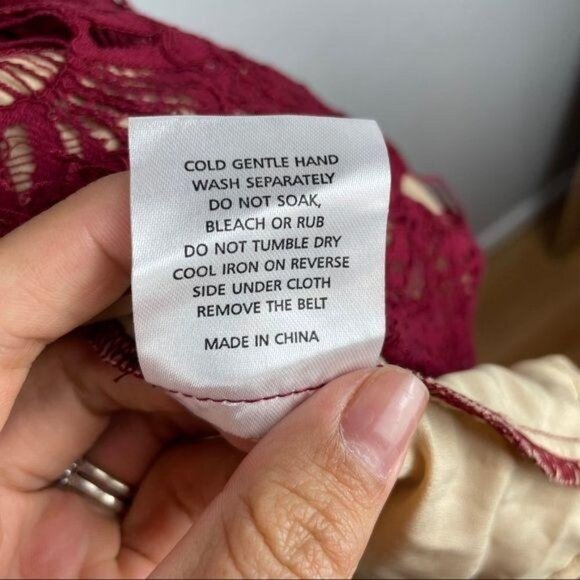 COLD GENTLE HAND
WASH SEPARATELY
DO NOT SOAK,
BLEACH OR RUB
DO NOT TUMBLE DRY
COOL IRON ON REVERSE
SIDE UNDER CLOTH
REMOVE THE BELT
MADE IN CHINA